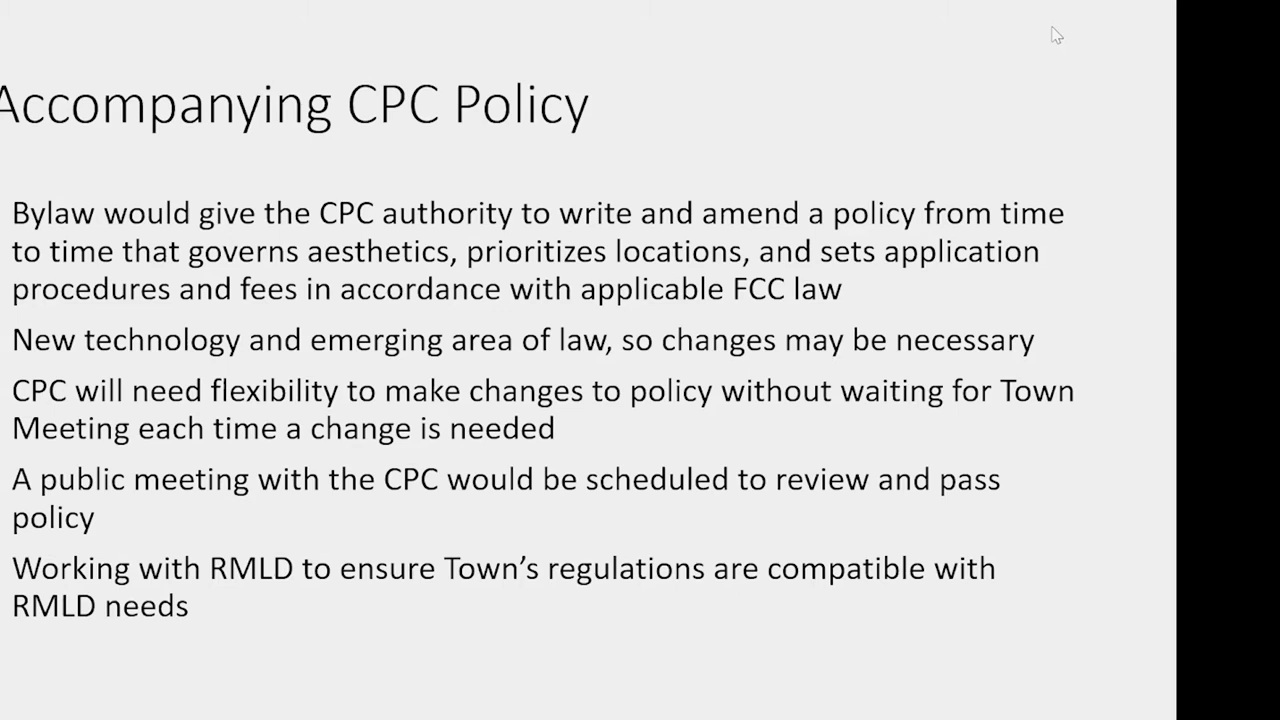 Accompanying CPC Policy
Bylaw would give the CPC authority to write and amend a policy from time
to time that governs aesthetics, prioritizes locations, and sets application
procedures and fees in accordance with applicable FCC law
New technology and emerging area of law, so changes may be necessary
CPC will need flexibility to make changes to policy without waiting for Town
Meeting each time a change is needed
A public meeting with the CPC would be scheduled to review and pass
policy
Working with RMLD to ensure Town’s regulations are compatible with
RMLD needs